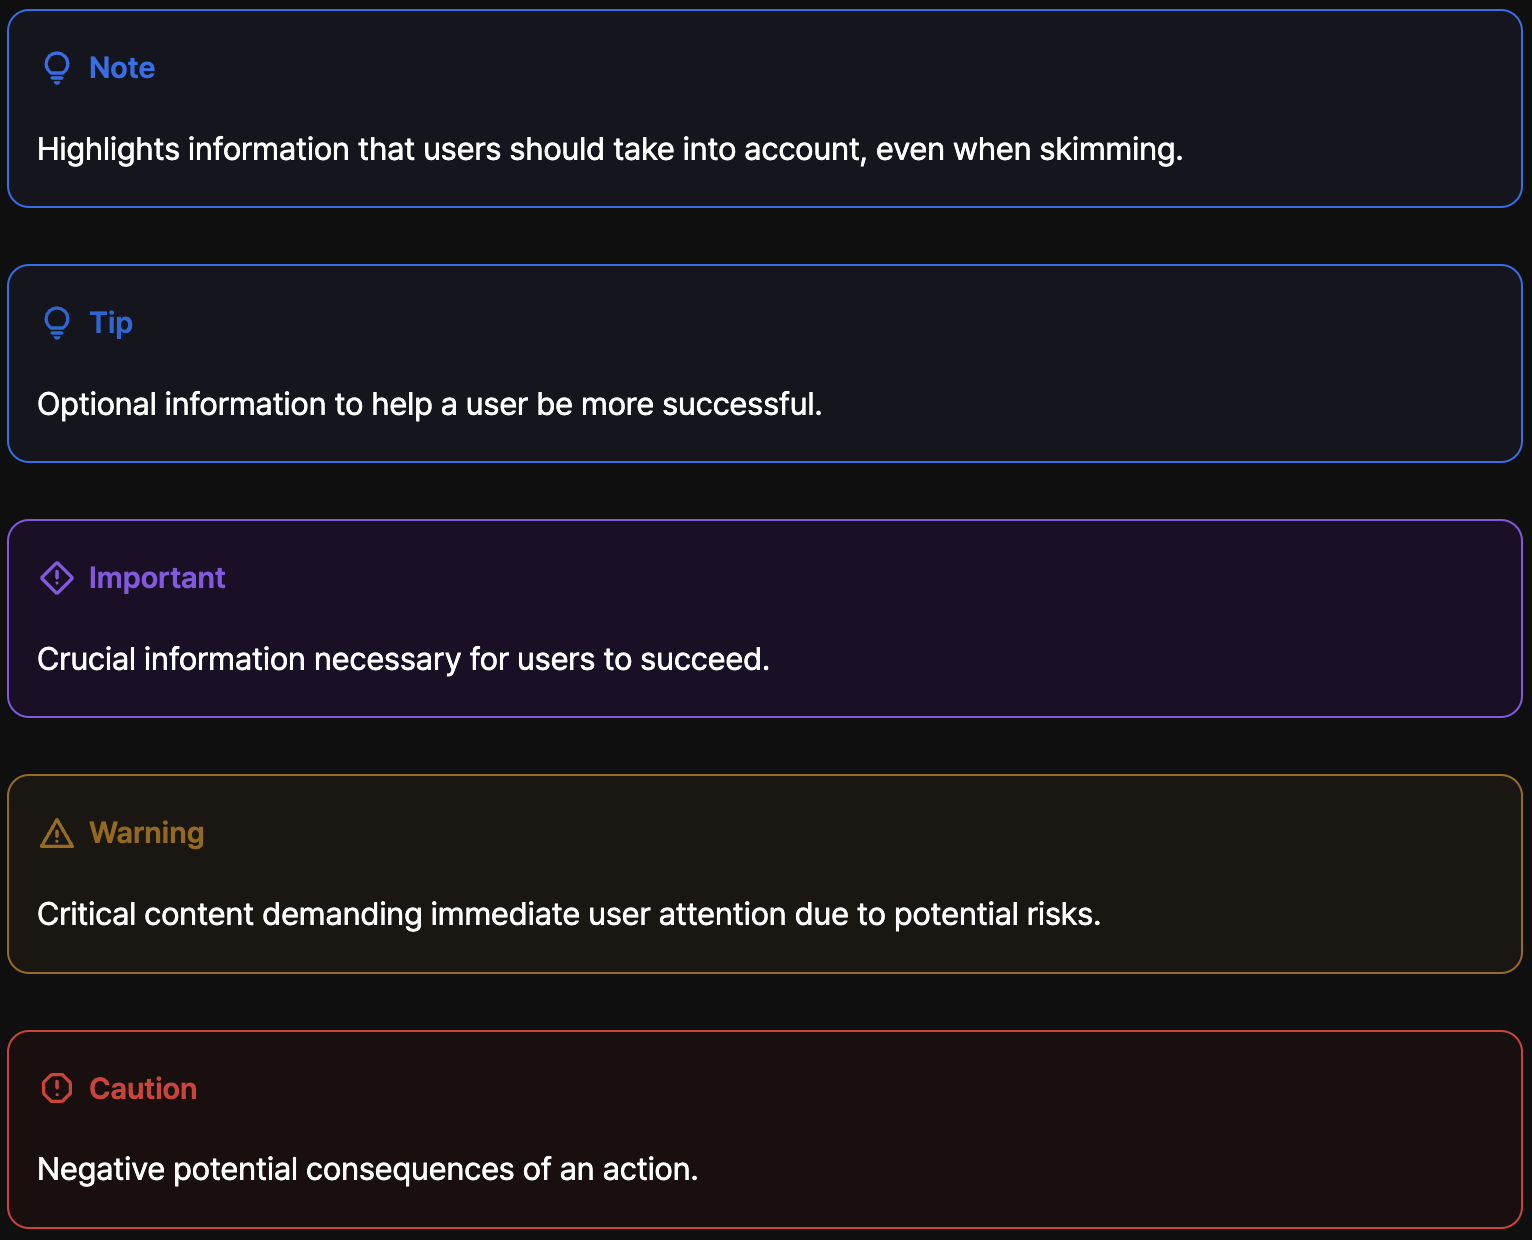 Note
Highlights information that users should take into account, even when skimming.
Tip
Optional information to help a user be more successful.
Important
Crucial information necessary for users to succeed.
Warning
Critical content demanding immediate user attention due to potential risks.
Caution
Negative potential consequences of an action.